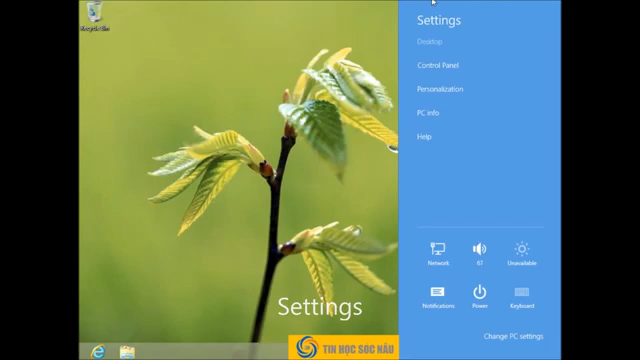 Recycle Bin
Settings
Desktop
Control Panel
Personalization
PC info
Help
Network
67
Unavailable
Notifications
Power
Keyboard
Change PC settings
Settings
TIN HỌC SÓC NÂU